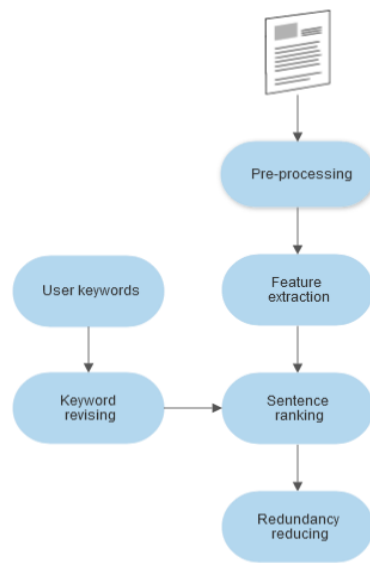 Pre-processing
User keywords
Feature
extraction
Keyword
revising
Sentence
ranking
Redundancy
reducing